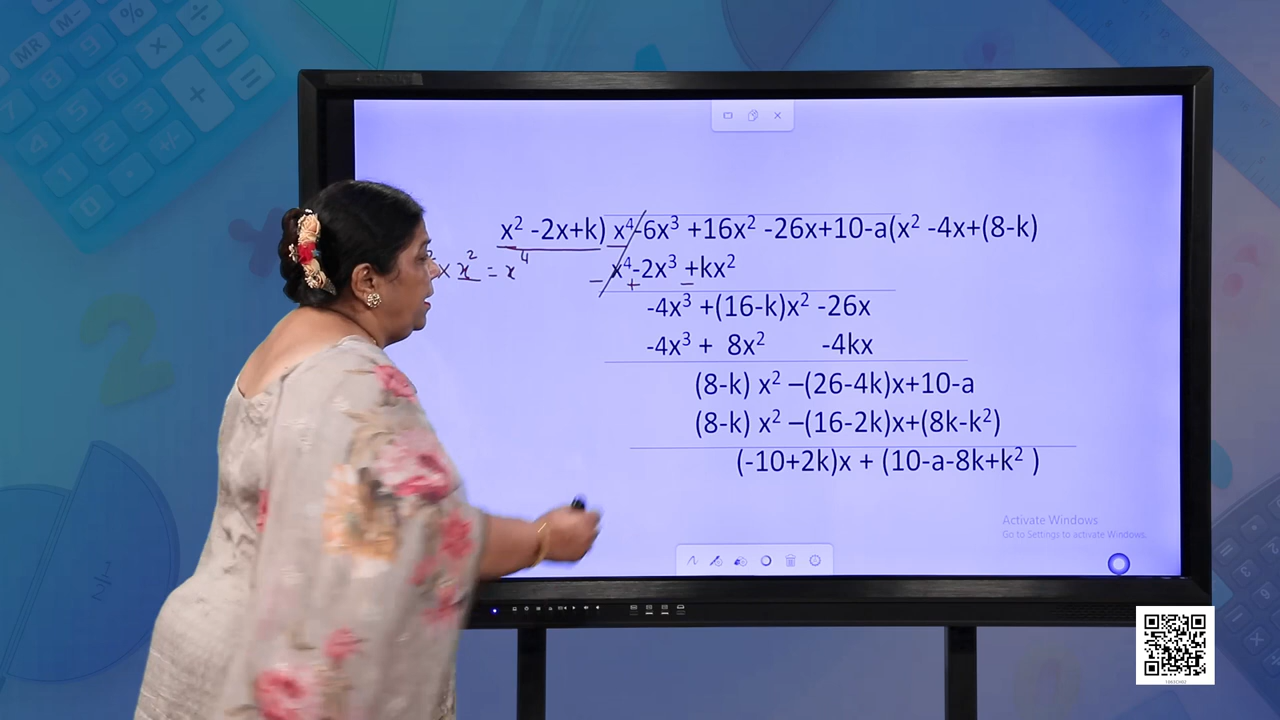 x² -2x+k) x⁴-6x³ +16x² -26x+10-a(x² -4x+(8-k)
× x² = x⁴
x⁴-2x³ +kx²
− + −
-4x³ +(16-k)x² -26x
-4x³ + 8x² -4kx
(8-k) x² –(26-4k)x+10-a
(8-k) x² –(16-2k)x+(8k-k²)
(-10+2k)x + (10-a-8k+k² )
Activate Windows
Go to Settings to activate Windows.